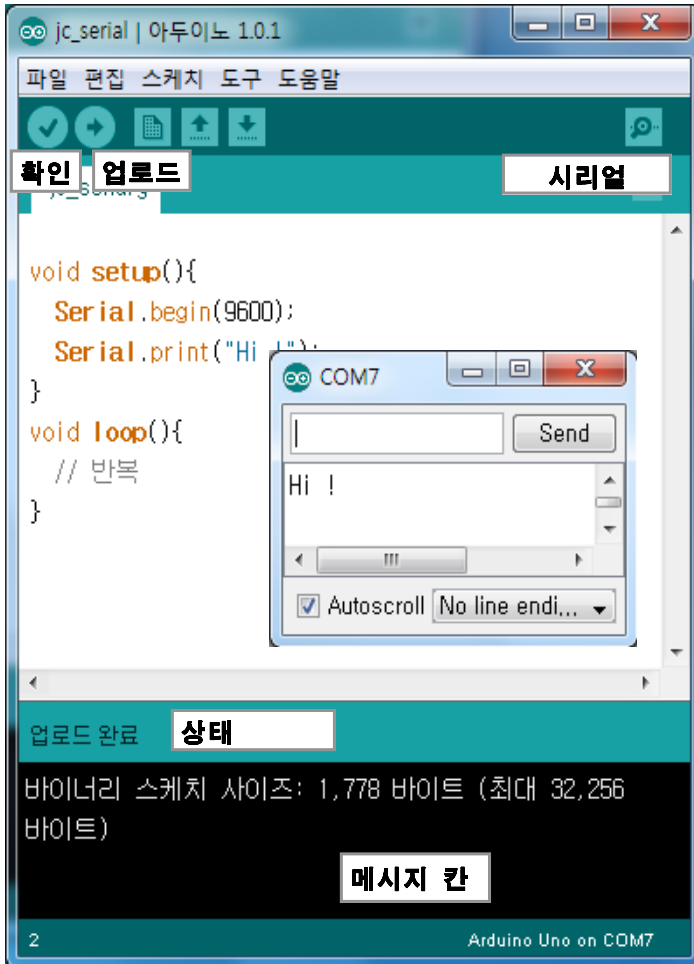 jc_serial | 아두이노 1.0.1
파일 편집 스케치 도구 도움말
확인 업로드 시리얼
void setup(){
Serial.begin(9600);
Serial.print("Hi !");
}
void loop(){
// 반복
}
COM7
Send
Hi !
Autoscroll No line endi...
업로드 완료 상태
바이너리 스케치 사이즈: 1,778 바이트 (최대 32,256
바이트)
메시지 칸
2 Arduino Uno on COM7